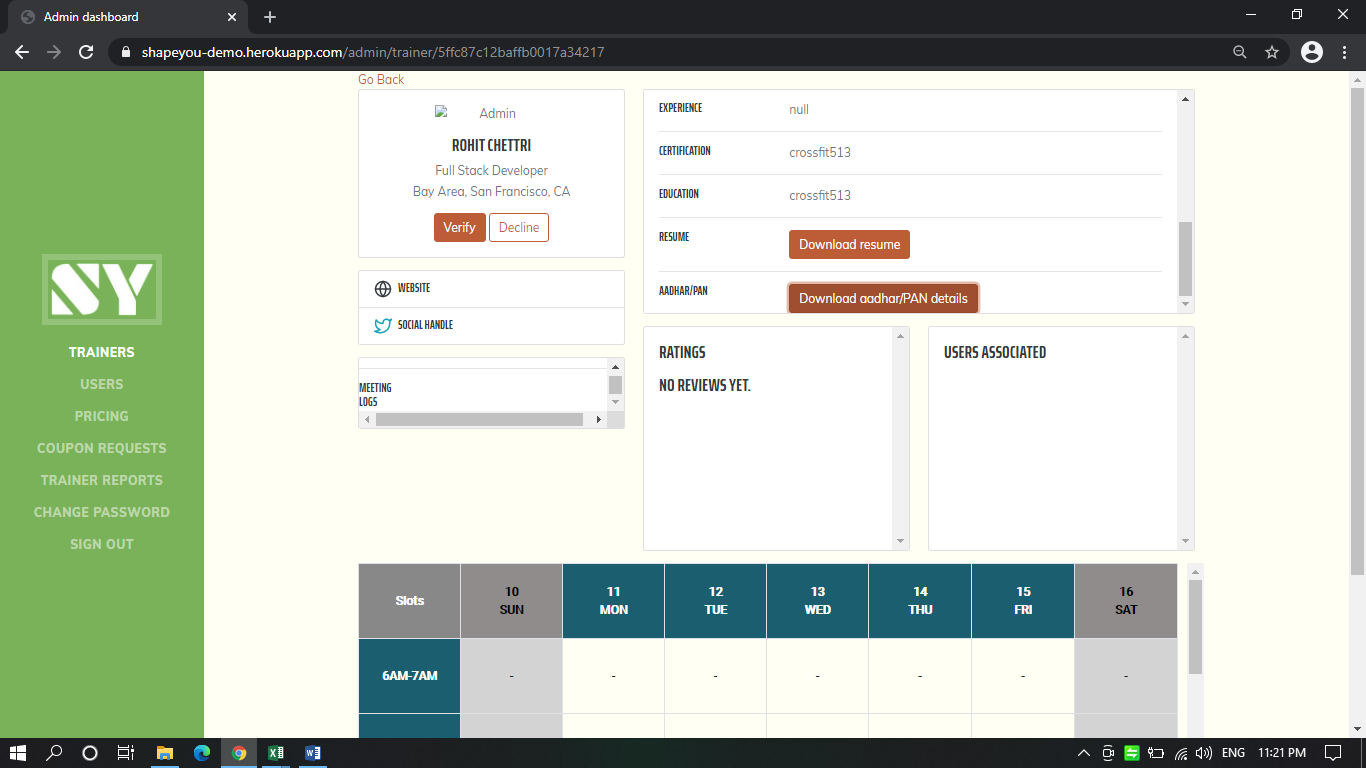 Admin dashboard
shapeyou-demo.herokuapp.com/admin/trainer/5ffc87c12baffb0017a34217
SY
TRAINERS
USERS
PRICING
COUPON REQUESTS
TRAINER REPORTS
CHANGE PASSWORD
SIGN OUT
Go Back
Admin
ROHIT CHETTRI
Full Stack Developer
Bay Area, San Francisco, CA
Verify Decline
WEBSITE
SOCIAL HANDLE
MEETING
LOGS
EXPERIENCE null
CERTIFICATION crossfit513
EDUCATION crossfit513
RESUME Download resume
AADHAR/PAN Download aadhar/PAN details
RATINGS
NO REVIEWS YET.
USERS ASSOCIATED
Slots 10 SUN 11 MON 12 TUE 13 WED 14 THU 15 FRI 16 SAT
6AM-7AM - - - - - - -
ENG 11:21 PM